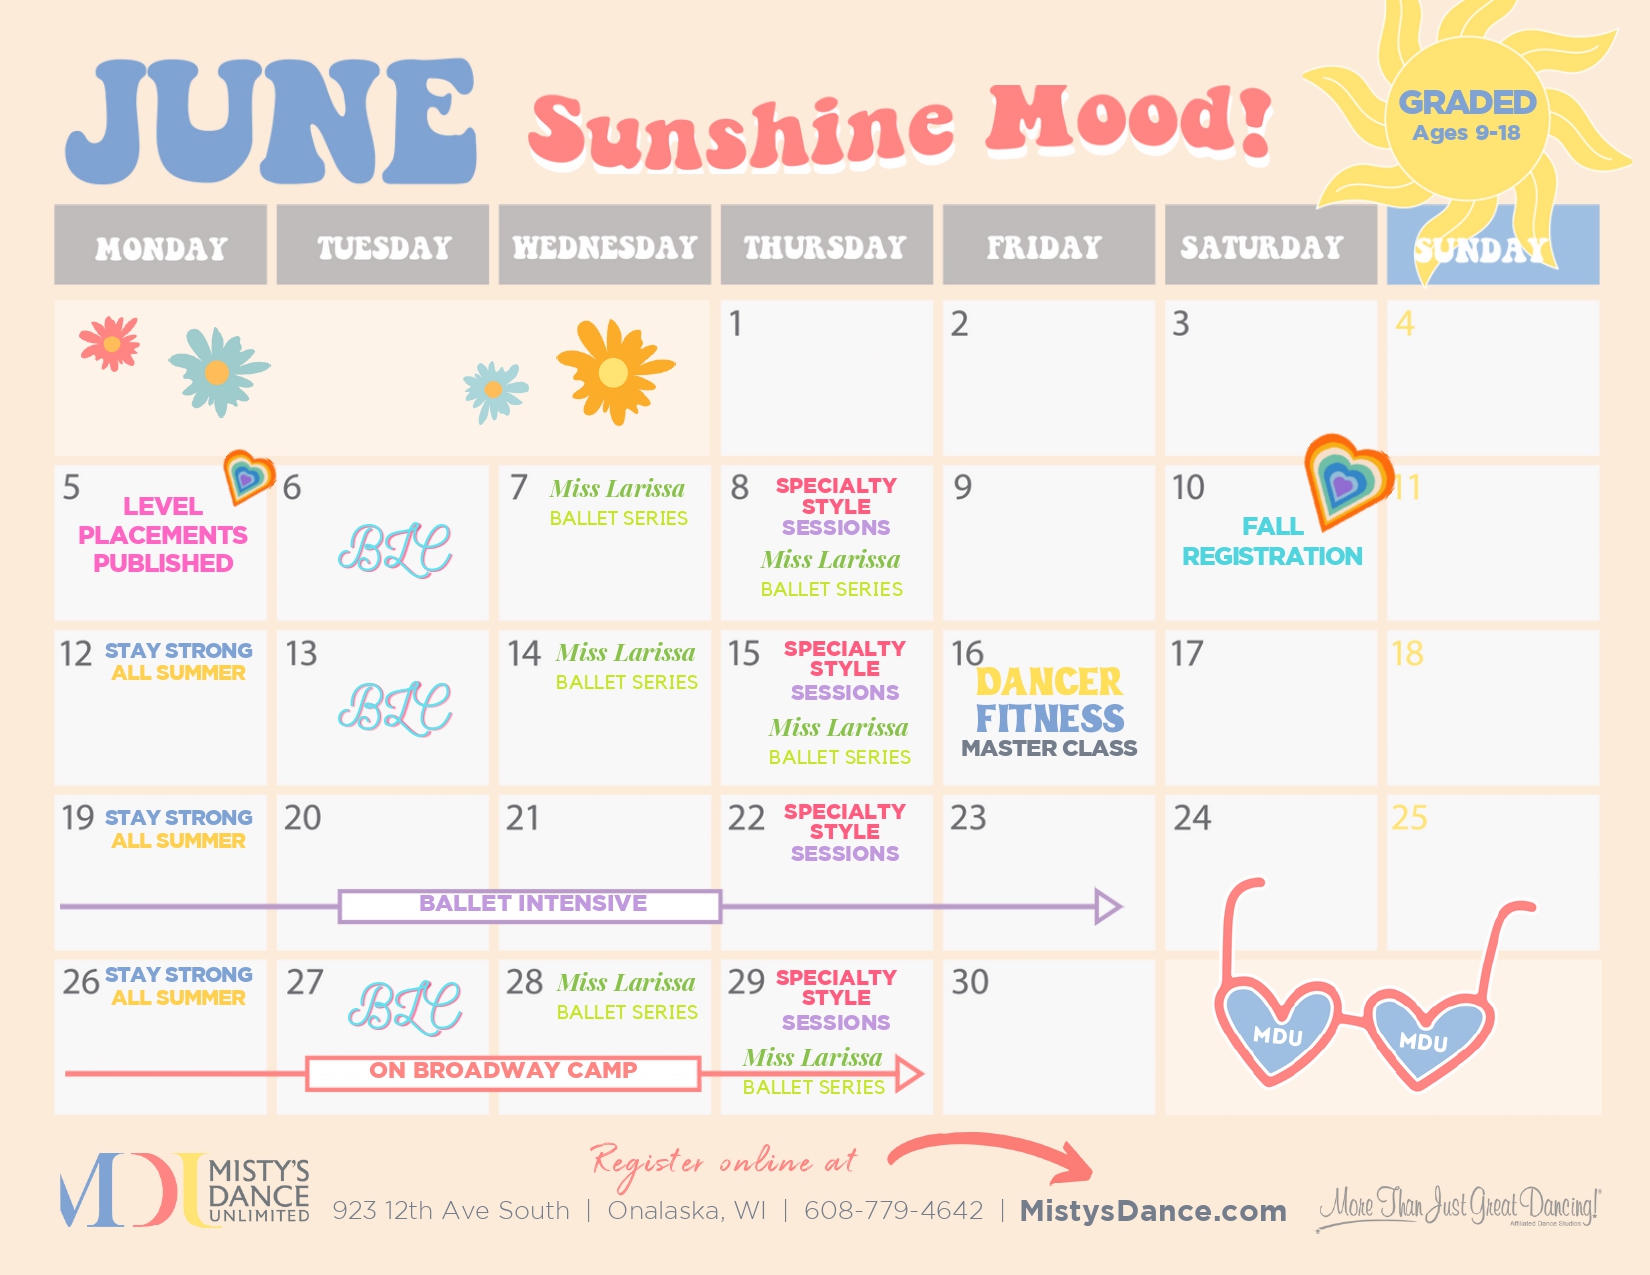 JUNE
Sunshine Mood!
GRADED
Ages 9-18
MONDAY
TUESDAY
WEDNESDAY
THURSDAY
FRIDAY
SATURDAY
SUNDAY
1
2
3
4
5
LEVEL
PLACEMENTS
PUBLISHED
6
BLC
7
Miss Larissa
BALLET SERIES
8
SPECIALTY
STYLE
SESSIONS
Miss Larissa
BALLET SERIES
9
10
FALL
REGISTRATION
11
12
STAY STRONG
ALL SUMMER
13
BLC
14
Miss Larissa
BALLET SERIES
15
SPECIALTY
STYLE
SESSIONS
Miss Larissa
BALLET SERIES
16
DANCER
FITNESS
MASTER CLASS
17
18
19
STAY STRONG
ALL SUMMER
20
21
22
SPECIALTY
STYLE
SESSIONS
23
24
25
BALLET INTENSIVE
26
STAY STRONG
ALL SUMMER
27
BLC
28
Miss Larissa
BALLET SERIES
29
SPECIALTY
STYLE
SESSIONS
Miss Larissa
BALLET SERIES
30
ON BROADWAY CAMP
MDU
MDU
Register online at
MDU
MISTY'S
DANCE
UNLIMITED
923 12th Ave South | Onalaska, WI | 608-779-4642 | MistysDance.com
More Than Just Great Dancing!®
Affiliated Dance Studios